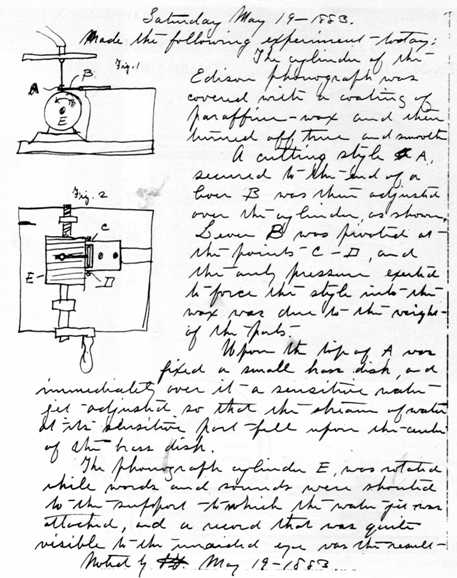 Saturday May 19-1883.
Made the following experiment-today:
Fig. 1
A
B
E
The cylinder of the
Edison phonograph was
covered with a coating of
paraffine-wax and then
turned off true and smooth
A cutting style A,
secured to the end of a
lever B was then adjusted
over the cylinder, as shown.
Lever B was pivoted at
the points C-D, and
the only pressure exerted
to force the style into the
wax was due to the weight
of the parts-
Fig. 2
C
E
D
Upon the top of A was
fixed a small brass disk, and
immediately over it a sensitive water
jet adjusted so that the stream of water
at its sensitive part fell upon the center
of the brass disk.
The phonograph cylinder E, was rotated
while words and sounds were shouted
to the support to which the water jet was
attached, and a record that was quite
visible to the unaided eye was the result-
Noted by May 19-1883...